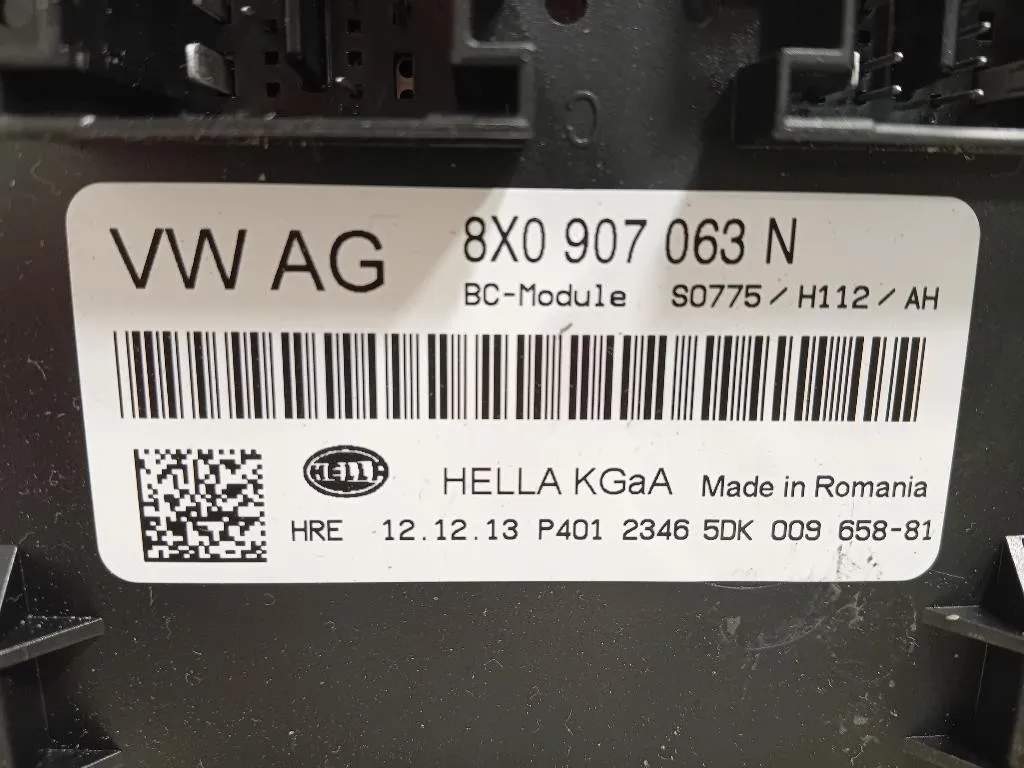 C
VW AG 8X0 907 063 N
BC-Module S0775/H112/AH
HELLA HELLA KGaA Made in Romania
HRE 12.12.13 P401 2346 5DK 009 658-81